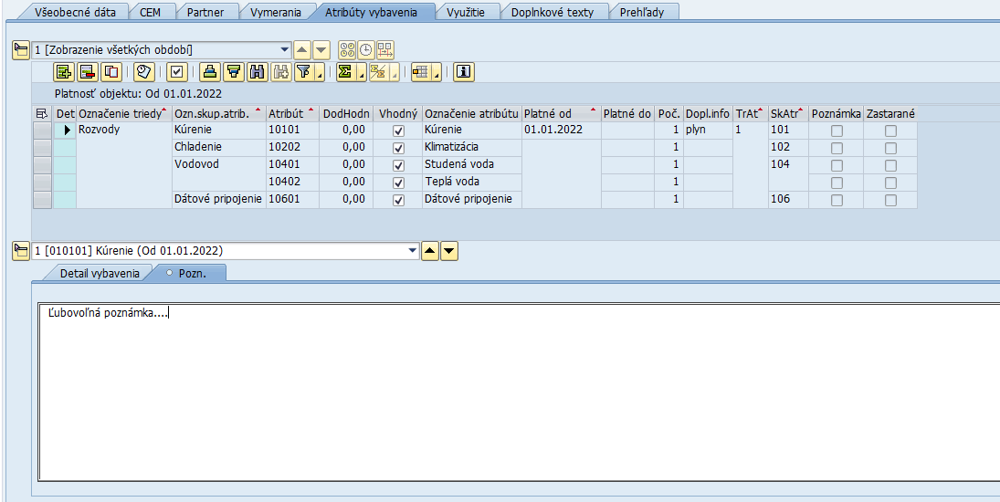 Všeobecné dáta CEM Partner Vymerania Atribúty vybavenia Využitie Doplnkové texty Prehľady
1 [Zobrazenie všetkých období]
Platnosť objektu: Od 01.01.2022
Det Označenie triedy Ozn.skup.atrib. Atribút DodHodn Vhodný Označenie atribútu Platné od Platné do Poč. Dopl.info TrAt SkAtr Poznámka Zastarané
Rozvody Kúrenie 10101 0,00 Kúrenie 01.01.2022 1 plyn 1 101
Chladenie 10202 0,00 Klimatizácia 1 102
Vodovod 10401 0,00 Studená voda 1 104
10402 0,00 Teplá voda 1
Dátové pripojenie 10601 0,00 Dátové pripojenie 1 106
1 [010101] Kúrenie (Od 01.01.2022)
Detail vybavenia Pozn.
Ľubovoľná poznámka....